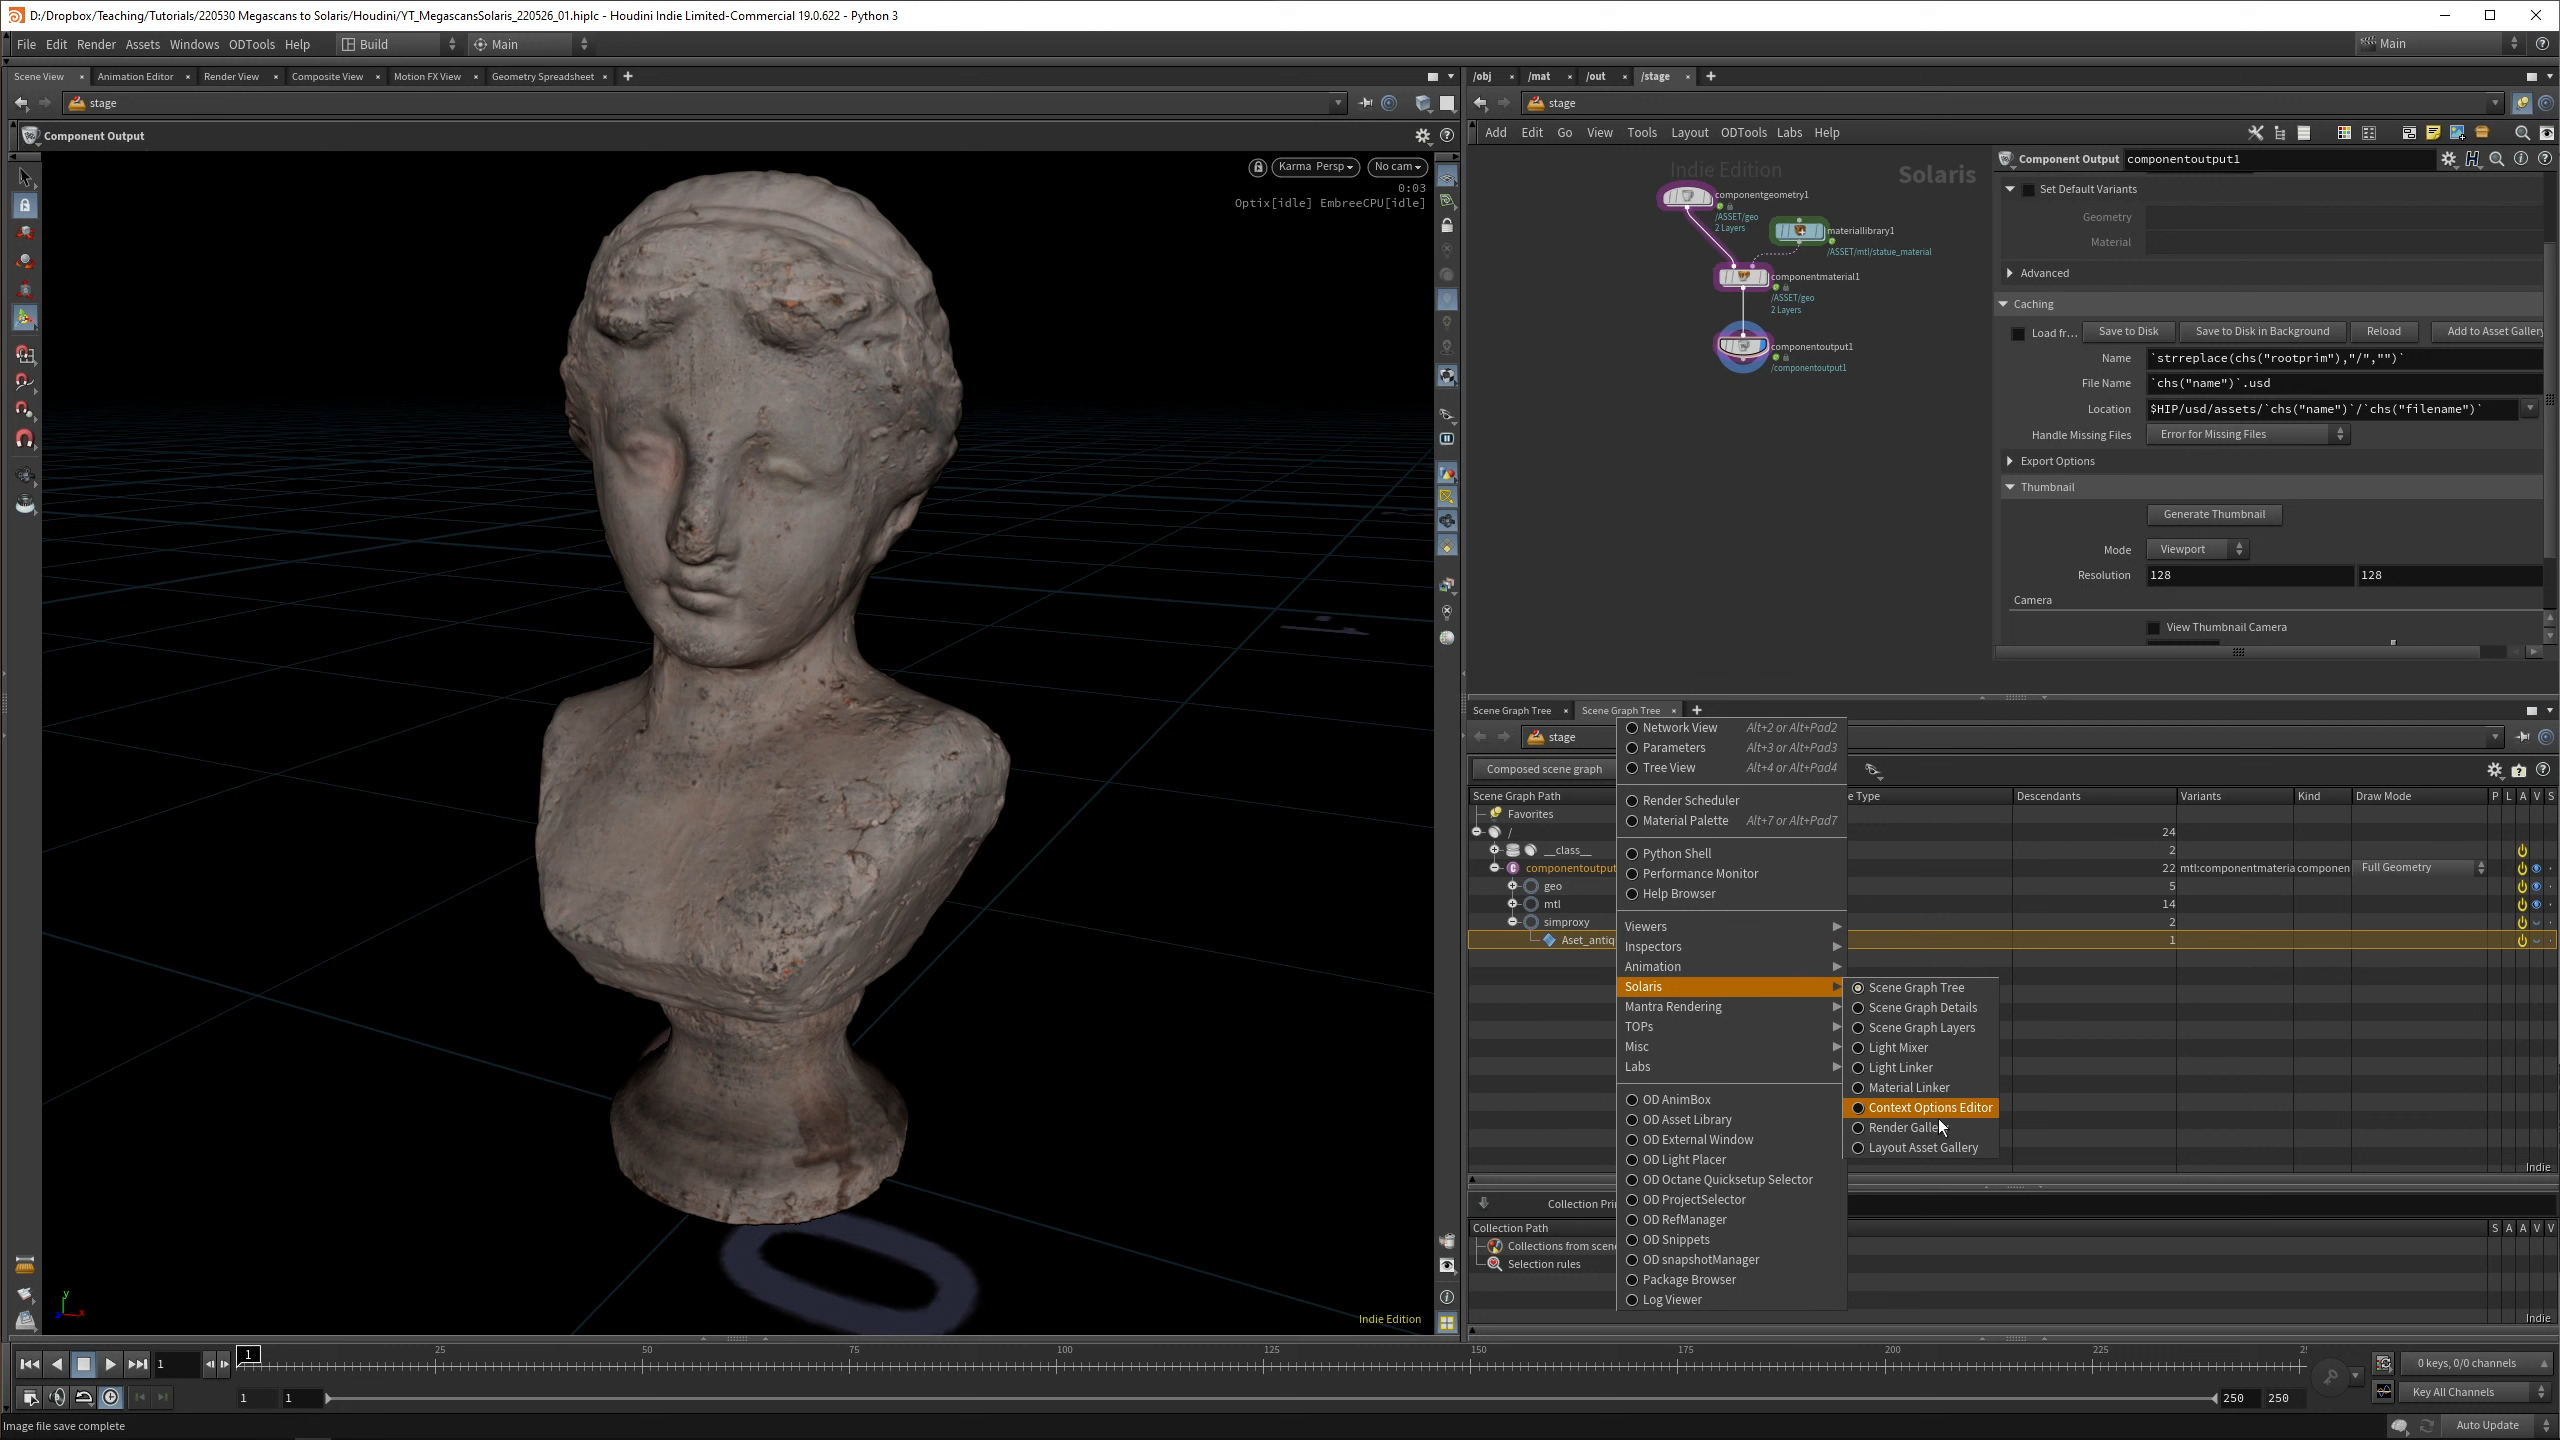 D:/Dropbox/Teaching/Tutorials/220530 Megascans to Solaris/Houdini/YT_MegascansSolaris_220526_01.hiplc - Houdini Indie Limited-Commercial 19.0.622 - Python 3
File Edit Render Assets Windows ODTools Help Build Main Main
Scene View Animation Editor Render View Composite View Motion FX View Geometry Spreadsheet
/obj /mat /out /stage
stage
stage
Component Output
Add Edit Go View Tools Layout ODTools Labs Help
Karma Persp No cam
0:03
Optix[idle] EmbreeCPU[idle]
Indie Edition
Solaris
componentgeometry1
/ASSET/geo
2 Layers
materiallibrary1
/ASSET/mtl/statue_material
componentmaterial1
/ASSET/geo
2 Layers
componentoutput1
/componentoutput1
Component Output componentoutput1
Set Default Variants
Geometry
Material
Advanced
Caching
Load fr... Save to Disk Save to Disk in Background Reload Add to Asset Gallery
Name `strreplace(chs("rootprim"),"/","")`
File Name `chs("name")`.usd
Location $HIP/usd/assets/`chs("name")`/`chs("filename")`
Handle Missing Files Error for Missing Files
Export Options
Thumbnail
Generate Thumbnail
Mode Viewport
Resolution 128 128
Camera
View Thumbnail Camera
Scene Graph Tree Scene Graph Tree
stage
Composed scene graph
Scene Graph Path e Type Descendants Variants Kind Draw Mode P L A V S
Favorites
/ 24
__class__ 2
componentoutput 22 mtl:componentmateria componen Full Geometry
geo 5
mtl 14
simproxy 2
Aset_antiq 1
Network View Alt+2 or Alt+Pad2
Parameters Alt+3 or Alt+Pad3
Tree View Alt+4 or Alt+Pad4
Render Scheduler
Material Palette Alt+7 or Alt+Pad7
Python Shell
Performance Monitor
Help Browser
Viewers
Inspectors
Animation
Solaris
Mantra Rendering
TOPs
Misc
Labs
OD AnimBox
OD Asset Library
OD External Window
OD Light Placer
OD Octane Quicksetup Selector
OD ProjectSelector
OD RefManager
OD Snippets
OD snapshotManager
Package Browser
Log Viewer
Scene Graph Tree
Scene Graph Details
Scene Graph Layers
Light Mixer
Light Linker
Material Linker
Context Options Editor
Render Galle
Layout Asset Gallery
Indie
Collection Pri
Collection Path S A A V V
Collections from scen
Selection rules
Indie
Indie Edition
y
x
z
1
1 25 50 75 100 125 150 175 200 225 2
0 keys, 0/0 channels
1 1 250 250
Key All Channels
Image file save complete
Auto Update